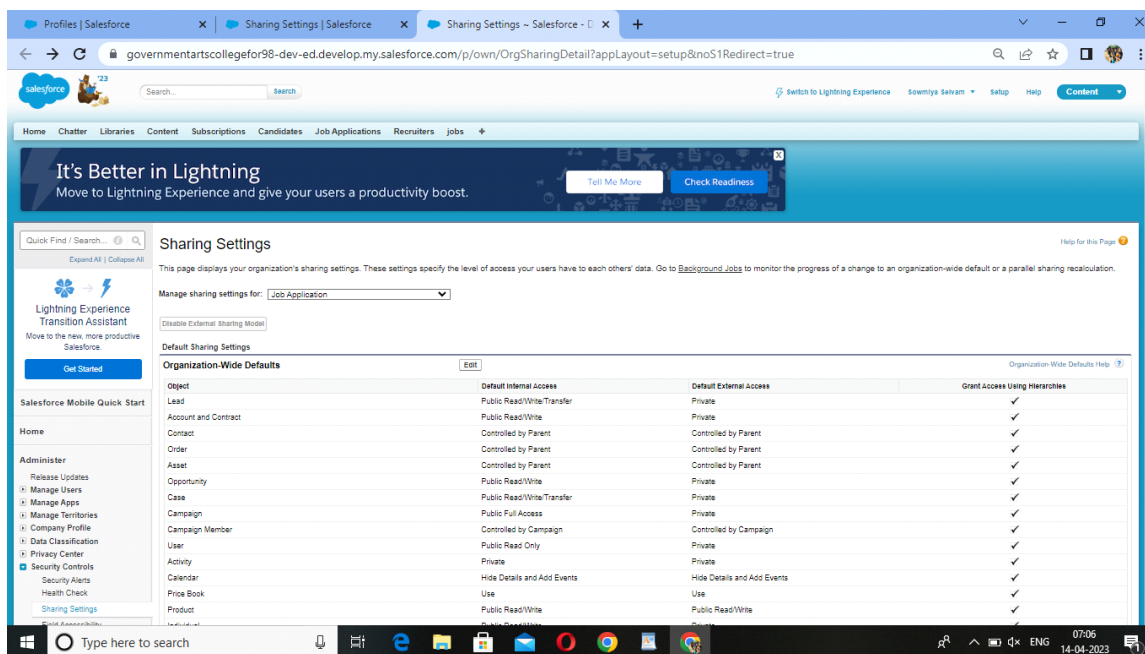 Profiles | Salesforce
Sharing Settings | Salesforce
Sharing Settings ~ Salesforce - D
governmentartscollegefor98-dev-ed.develop.my.salesforce.com/p/own/OrgSharingDetail?appLayout=setup&noS1Redirect=true
salesforce '23 Search... Search Switch to Lightning Experience Sowmiya Selvam Setup Help Content
Home Chatter Libraries Content Subscriptions Candidates Job Applications Recruiters jobs +
It's Better in Lightning
Move to Lightning Experience and give your users a productivity boost.
Tell Me More Check Readiness
Quick Find / Search...
Expand All | Collapse All
Lightning Experience
Transition Assistant
Move to the new, more productive
Salesforce.
Get Started
Salesforce Mobile Quick Start
Home
Administer
Release Updates
Manage Users
Manage Apps
Manage Territories
Company Profile
Data Classification
Privacy Center
Security Controls
Security Alerts
Health Check
Sharing Settings
Field Accessibility
Sharing Settings
Help for this Page
This page displays your organization's sharing settings. These settings specify the level of access your users have to each others' data. Go to Background Jobs to monitor the progress of a change to an organization-wide default or a parallel sharing recalculation.
Manage sharing settings for: Job Application
Disable External Sharing Model
Default Sharing Settings
Organization-Wide Defaults Edit Organization-Wide Defaults Help ?
Object Default Internal Access Default External Access Grant Access Using Hierarchies
Lead Public Read/Write/Transfer Private ✓
Account and Contract Public Read/Write Private ✓
Contact Controlled by Parent Controlled by Parent ✓
Order Controlled by Parent Controlled by Parent ✓
Asset Controlled by Parent Controlled by Parent ✓
Opportunity Public Read/Write Private ✓
Case Public Read/Write/Transfer Private ✓
Campaign Public Full Access Private ✓
Campaign Member Controlled by Campaign Controlled by Campaign ✓
User Public Read Only Private ✓
Activity Private Private ✓
Calendar Hide Details and Add Events Hide Details and Add Events ✓
Price Book Use Use ✓
Product Public Read/Write Public Read/Write ✓
Individual Public Read/Write Private ✓
Type here to search
ENG
07:06
14-04-2023